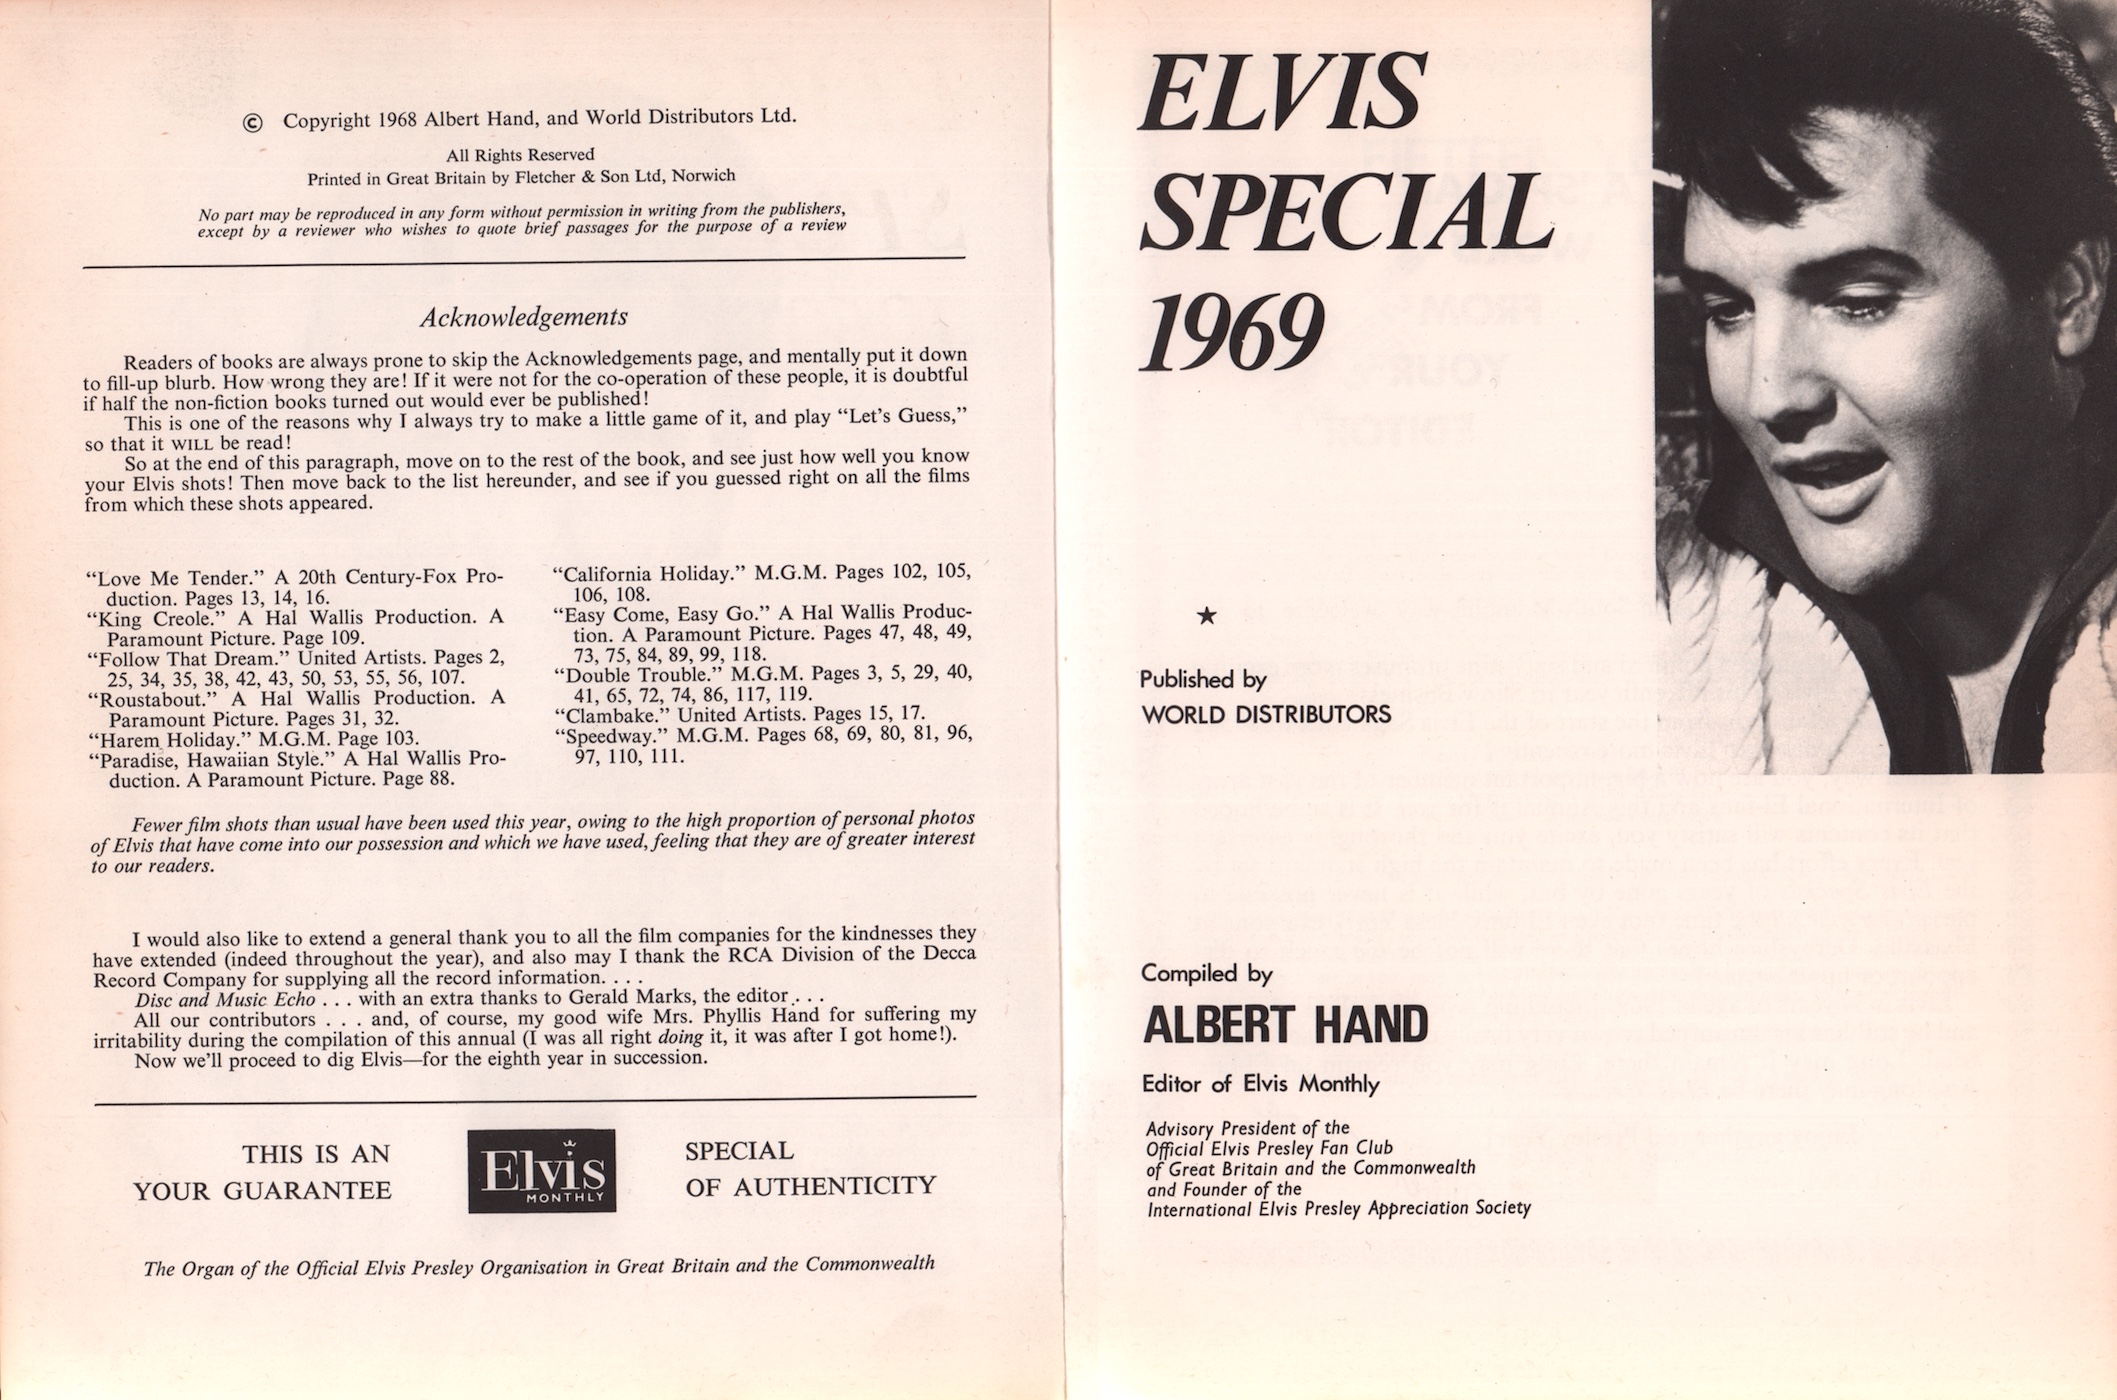 © Copyright 1968 Albert Hand, and World Distributors Ltd.
All Rights Reserved
Printed in Great Britain by Fletcher & Son Ltd, Norwich
No part may be reproduced in any form without permission in writing from the publishers,
except by a reviewer who wishes to quote brief passages for the purpose of a review
Acknowledgements
Readers of books are always prone to skip the Acknowledgements page, and mentally put it down
to fill-up blurb. How wrong they are! If it were not for the co-operation of these people, it is doubtful
if half the non-fiction books turned out would ever be published!
This is one of the reasons why I always try to make a little game of it, and play “Let’s Guess,”
so that it WILL be read!
So at the end of this paragraph, move on to the rest of the book, and see just how well you know
your Elvis shots! Then move back to the list hereunder, and see if you guessed right on all the films
from which these shots appeared.
“Love Me Tender.” A 20th Century-Fox Pro-
duction. Pages 13, 14, 16.
“King Creole.” A Hal Wallis Production. A
Paramount Picture. Page 109.
“Follow That Dream.” United Artists. Pages 2,
25, 34, 35, 38, 42, 43, 50, 53, 55, 56, 107.
“Roustabout.” A Hal Wallis Production. A
Paramount Picture. Pages 31, 32.
“Harem Holiday.” M.G.M. Page 103.
“Paradise, Hawaiian Style.” A Hal Wallis Pro-
duction. A Paramount Picture. Page 88.
“California Holiday.” M.G.M. Pages 102, 105,
106, 108.
“Easy Come, Easy Go.” A Hal Wallis Produc-
tion. A Paramount Picture. Pages 47, 48, 49,
73, 75, 84, 89, 99, 118.
“Double Trouble.” M.G.M. Pages 3, 5, 29, 40,
41, 65, 72, 74, 86, 117, 119.
“Clambake.” United Artists. Pages 15, 17.
“Speedway.” M.G.M. Pages 68, 69, 80, 81, 96,
97, 110, 111.
Fewer film shots than usual have been used this year, owing to the high proportion of personal photos
of Elvis that have come into our possession and which we have used, feeling that they are of greater interest
to our readers.
I would also like to extend a general thank you to all the film companies for the kindnesses they
have extended (indeed throughout the year), and also may I thank the RCA Division of the Decca
Record Company for supplying all the record information. . . .
Disc and Music Echo . . . with an extra thanks to Gerald Marks, the editor . . .
All our contributors . . . and, of course, my good wife Mrs. Phyllis Hand for suffering my
irritability during the compilation of this annual (I was all right doing it, it was after I got home!).
Now we’ll proceed to dig Elvis—for the eighth year in succession.
THIS IS AN
YOUR GUARANTEE
Elvis
MONTHLY
SPECIAL
OF AUTHENTICITY
The Organ of the Official Elvis Presley Organisation in Great Britain and the Commonwealth
ELVIS
SPECIAL
1969
Published by
WORLD DISTRIBUTORS
Compiled by
ALBERT HAND
Editor of Elvis Monthly
Advisory President of the
Official Elvis Presley Fan Club
of Great Britain and the Commonwealth
and Founder of the
International Elvis Presley Appreciation Society